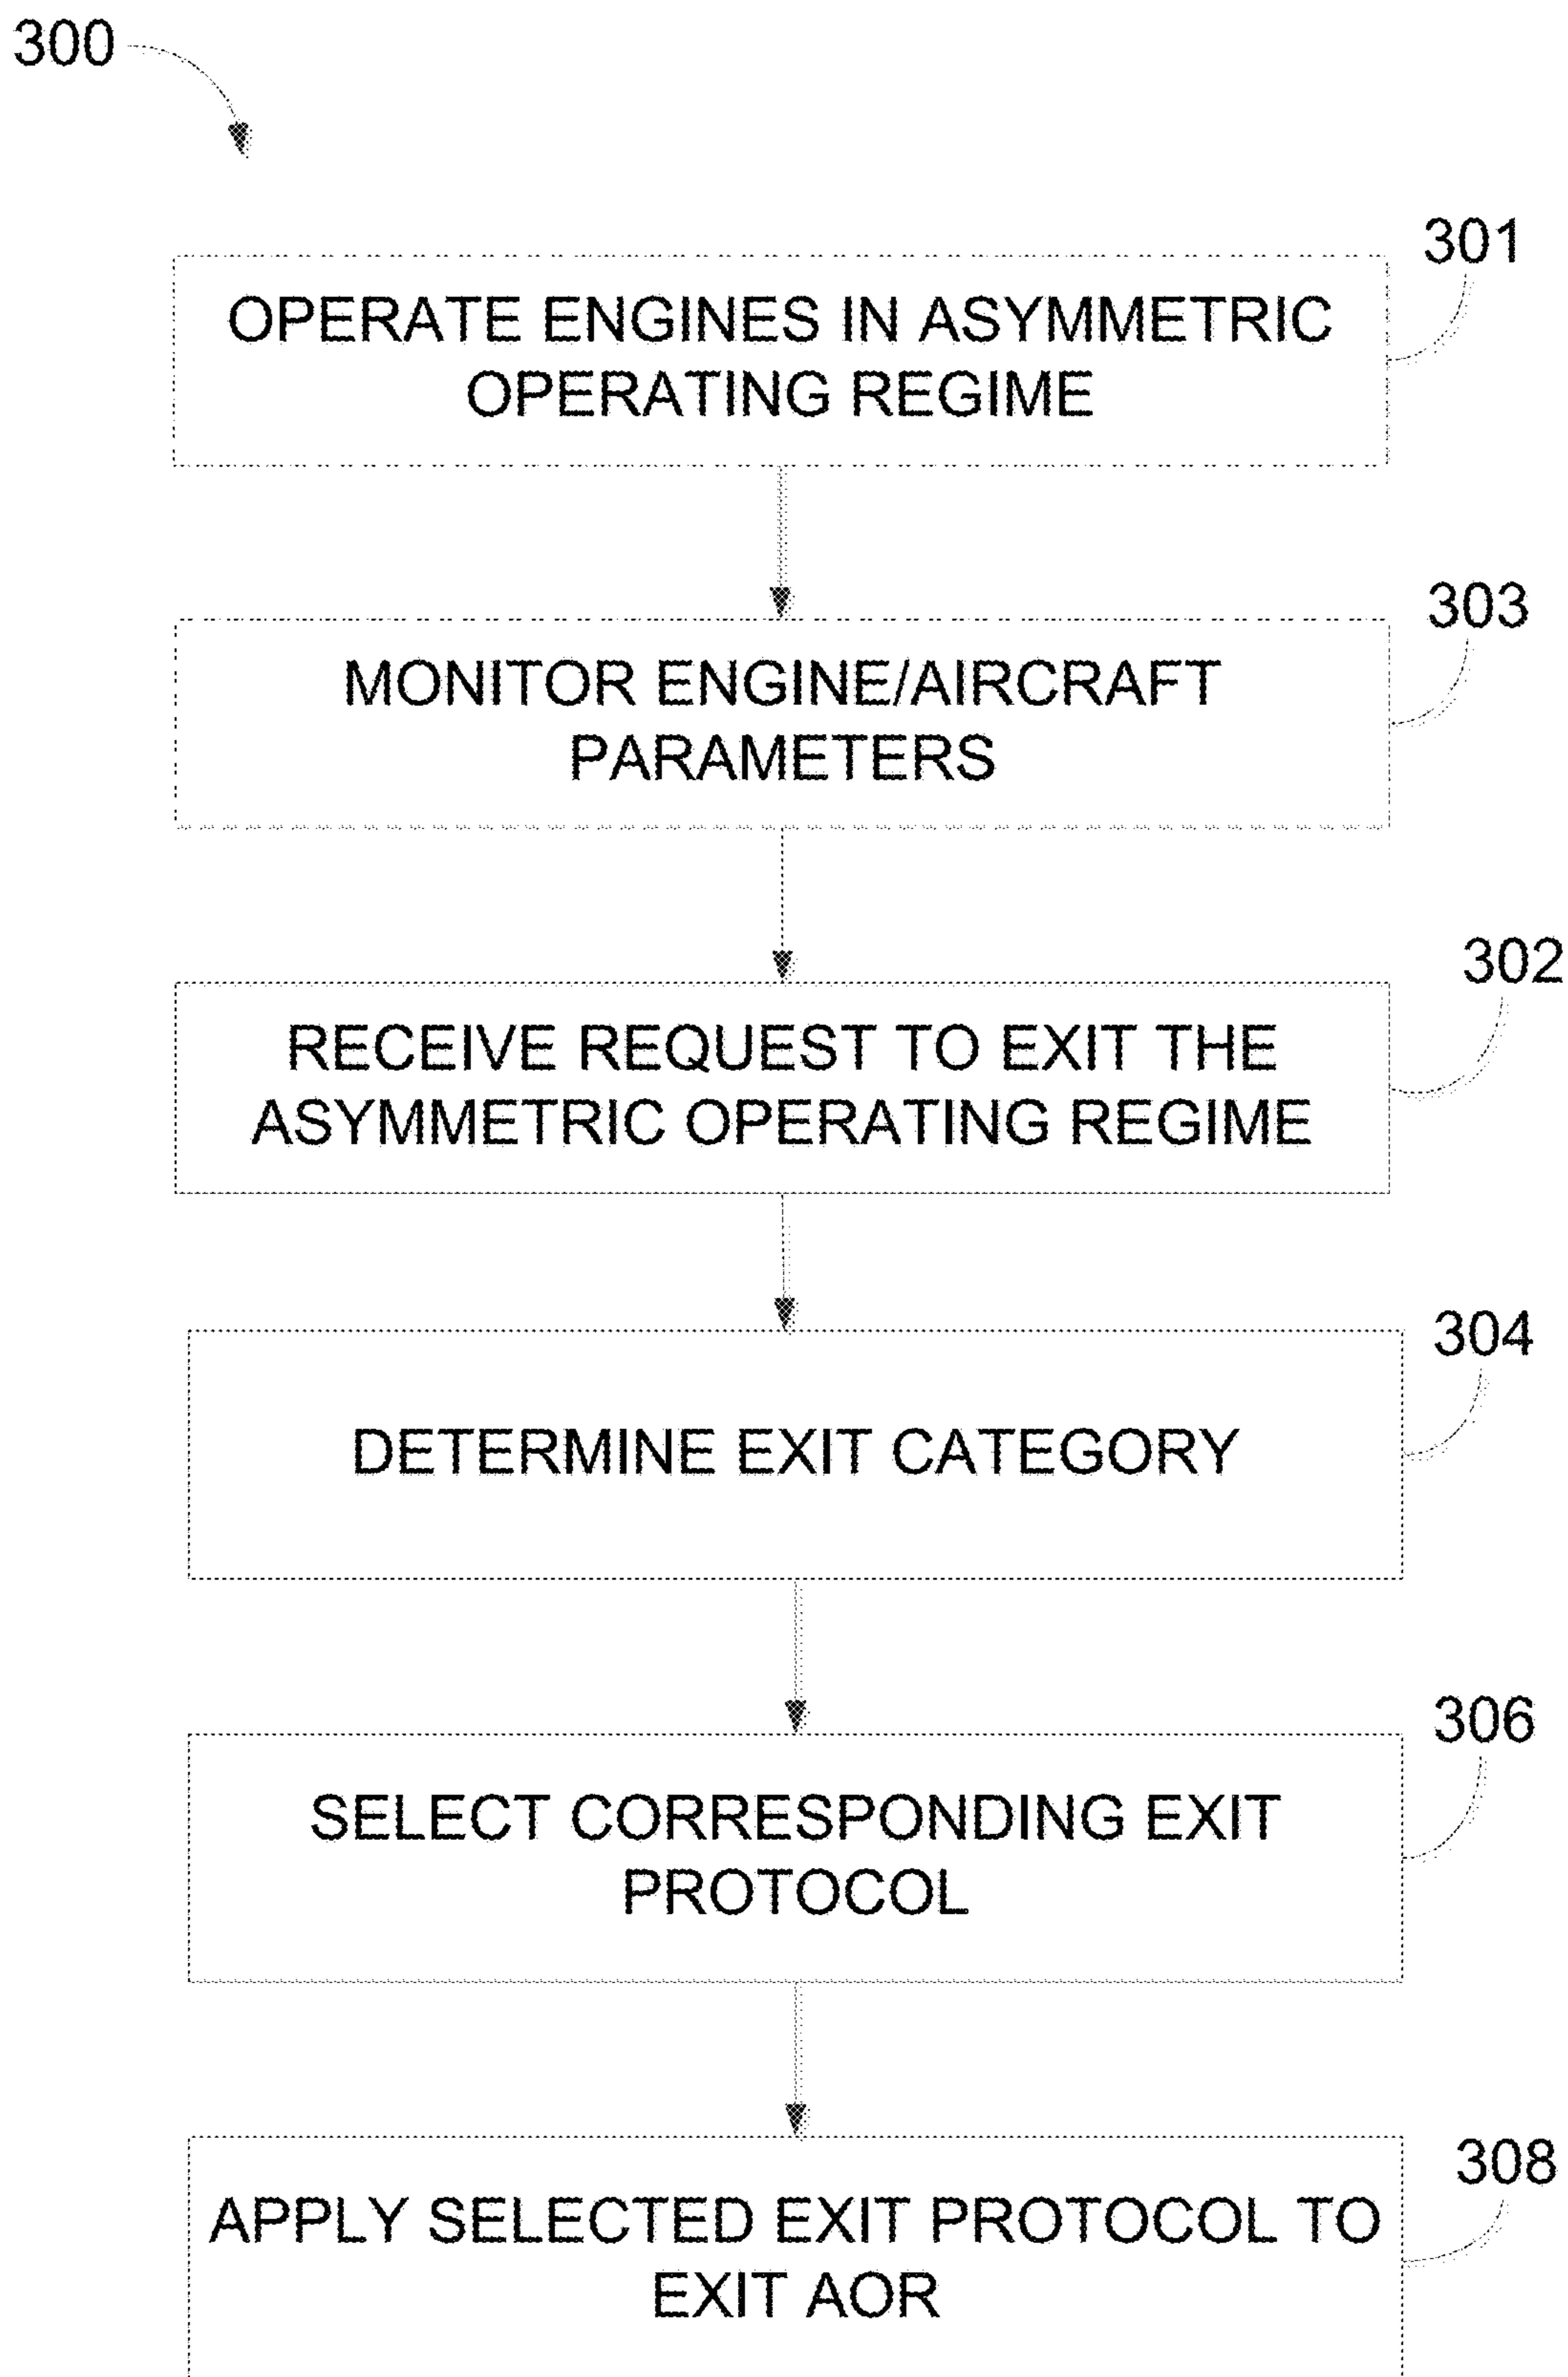 300
301
OPERATE ENGINES IN ASYMMETRIC
OPERATING REGIME
303
MONITOR ENGINE/AIRCRAFT
PARAMETERS
302
RECEIVE REQUEST TO EXIT THE
ASYMMETRIC OPERATING REGIME
304
DETERMINE EXIT CATEGORY
306
SELECT CORRESPONDING EXIT
PROTOCOL
308
APPLY SELECTED EXIT PROTOCOL TO
EXIT AOR